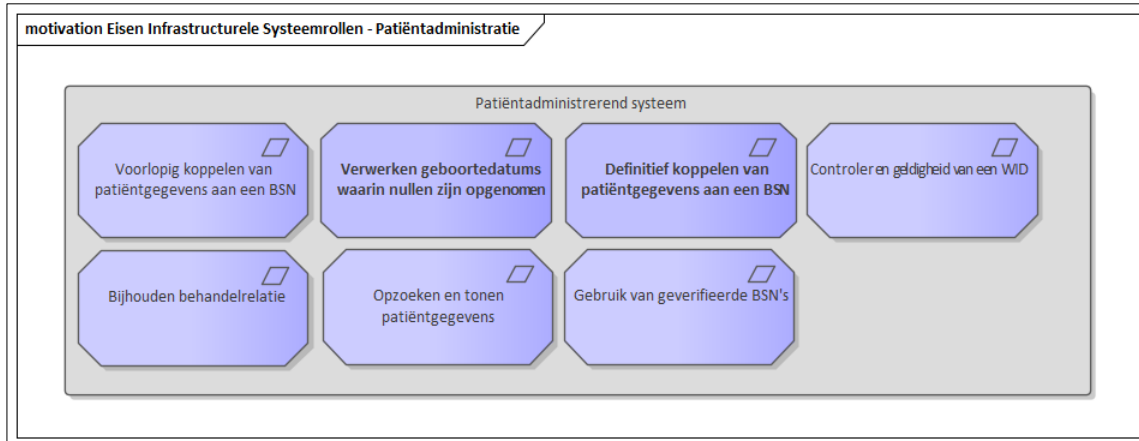 motivation Eisen Infrastructurele Systeemrollen - Patiëntadministratie
Patiëntadministrerend systeem
Voorlopig koppelen van
patiëntgegevens aan een BSN
Verwerken geboortedatums
waarin nullen zijn opgenomen
Definitief koppelen van
patiëntgegevens aan een BSN
Controleren geldigheid van een WID
Bijhouden behandelrelatie
Opzoeken en tonen
patiëntgegevens
Gebruik van geverifieerde BSN's